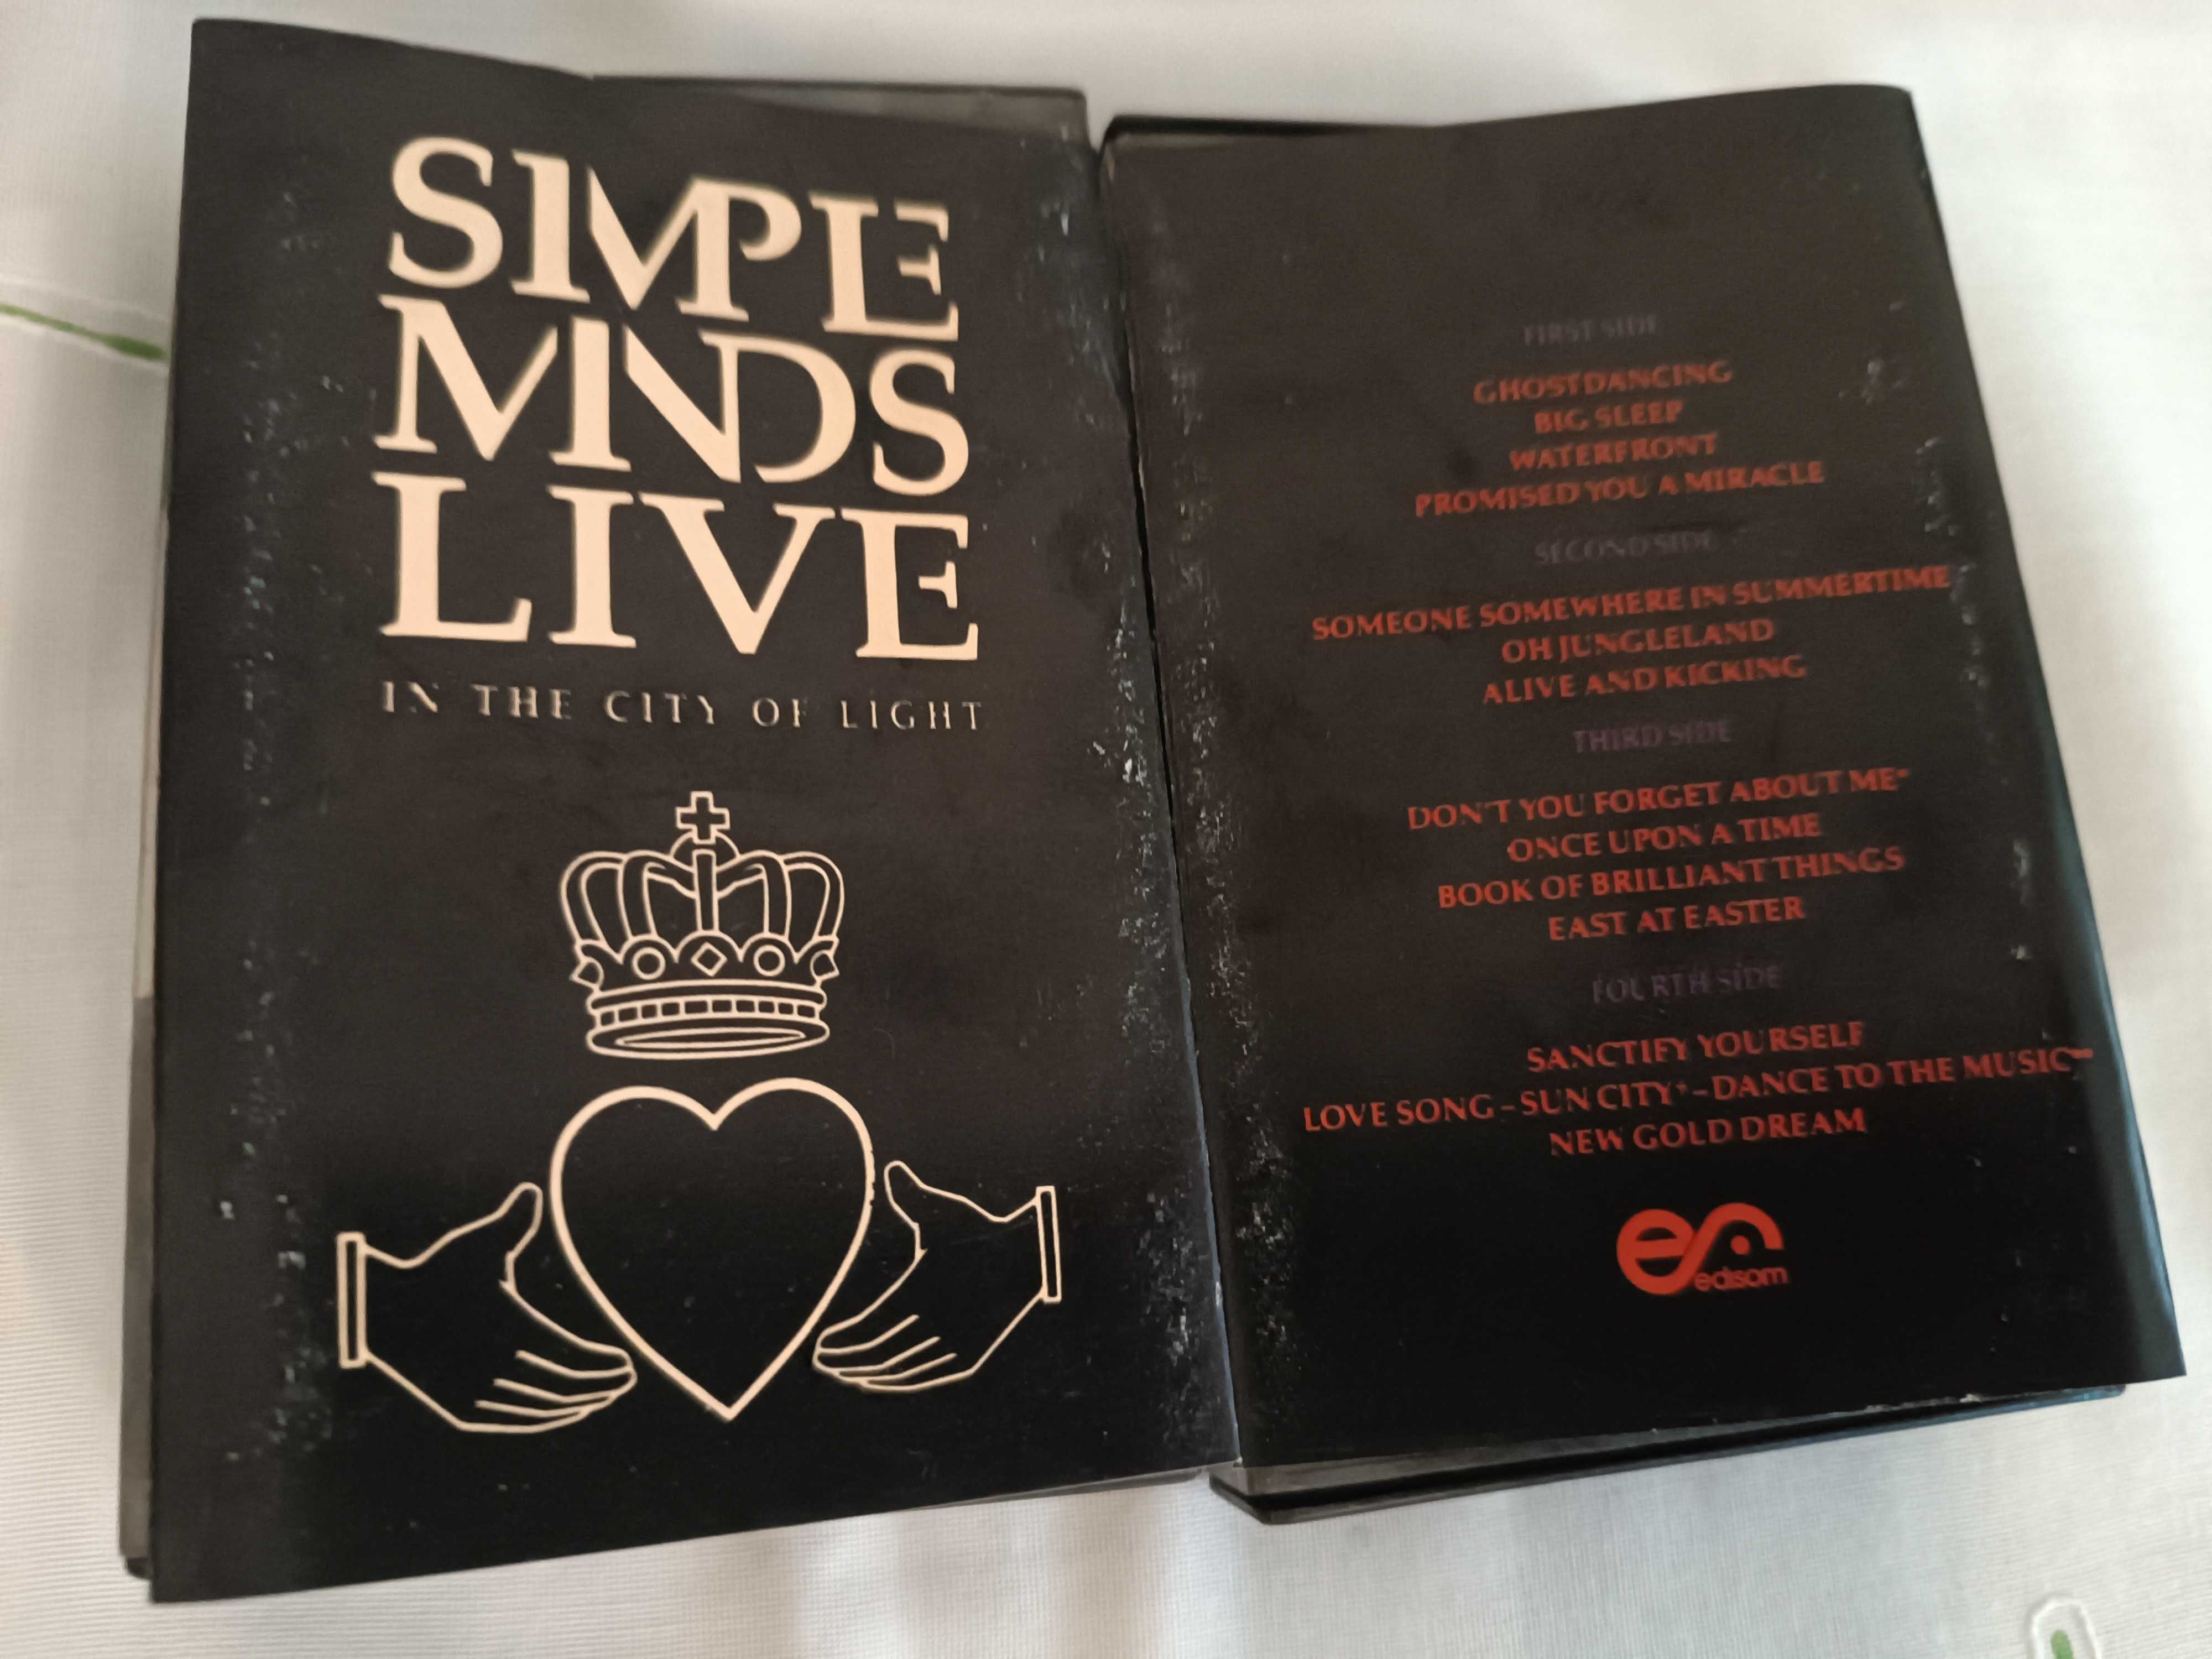 SIMPLE
MINDS
LIVE
IN THE CITY OF LIGHT
FIRST SIDE
GHOSTDANCING
BIG SLEEP
WATERFRONT
PROMISED YOU A MIRACLE
SECOND SIDE
SOMEONE SOMEWHERE IN SUMMERTIME
OH JUNGLELAND
ALIVE AND KICKING
THIRD SIDE
DON'T YOU FORGET ABOUT ME*
ONCE UPON A TIME
BOOK OF BRILLIANT THINGS
EAST AT EASTER
FOURTH SIDE
SANCTIFY YOURSELF
LOVE SONG – SUN CITY+ – DANCE TO THE MUSIC**
NEW GOLD DREAM
edisom